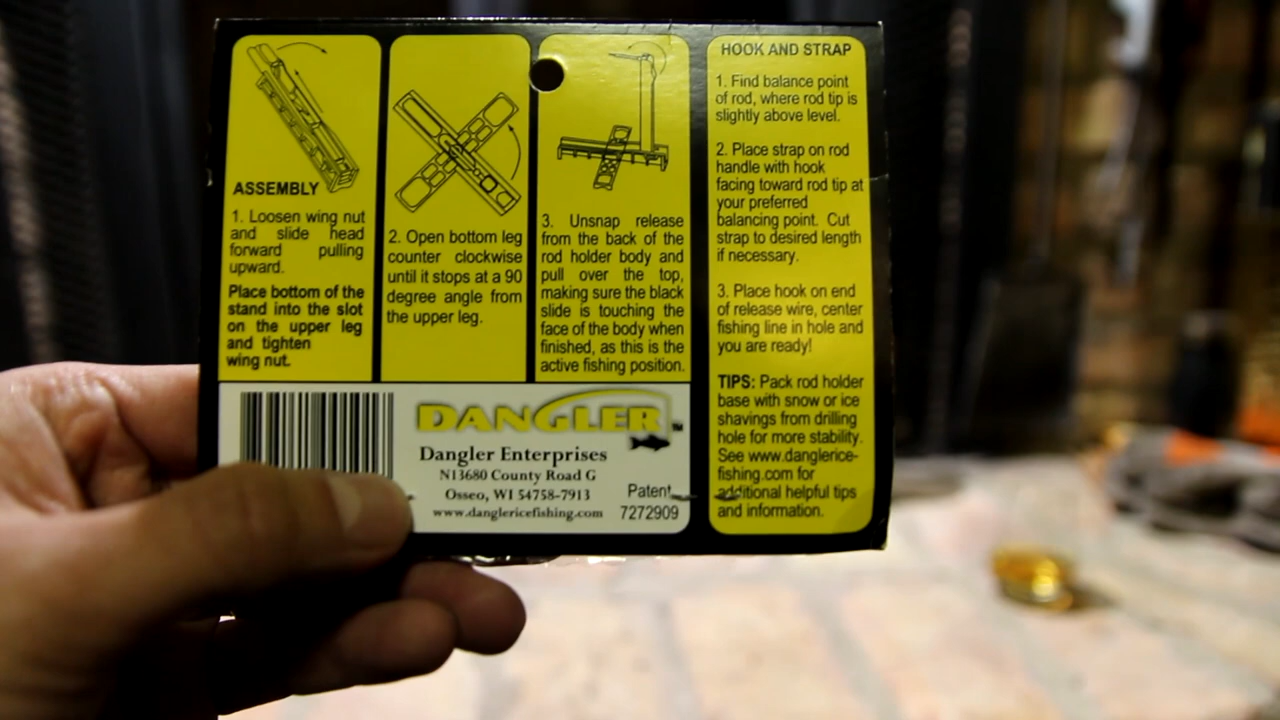 ASSEMBLY
1. Loosen wing nut
and slide head
forward pulling
upward.
Place bottom of the
stand into the slot
on the upper leg
and tighten
wing nut.
2. Open bottom leg
counter clockwise
until it stops at a 90
degree angle from
the upper leg.
3. Unsnap release
from the back of the
rod holder body and
pull over the top,
making sure the black
slide is touching the
face of the body when
finished, as this is the
active fishing position.
HOOK AND STRAP
1. Find balance point
of rod, where rod tip is
slightly above level.
2. Place strap on rod
handle with hook
facing toward rod tip at
your preferred
balancing point. Cut
strap to desired length
if necessary.
3. Place hook on end
of release wire, center
fishing line in hole and
you are ready!
TIPS: Pack rod holder
base with snow or ice
shavings from drilling
hole for more stability.
See www.danglerice-
fishing.com for
additional helpful tips
and information.
DANGLER™
Dangler Enterprises
N13680 County Road G
Osseo, WI 54758-7913
www.danglericefishing.com
Patent
7272909